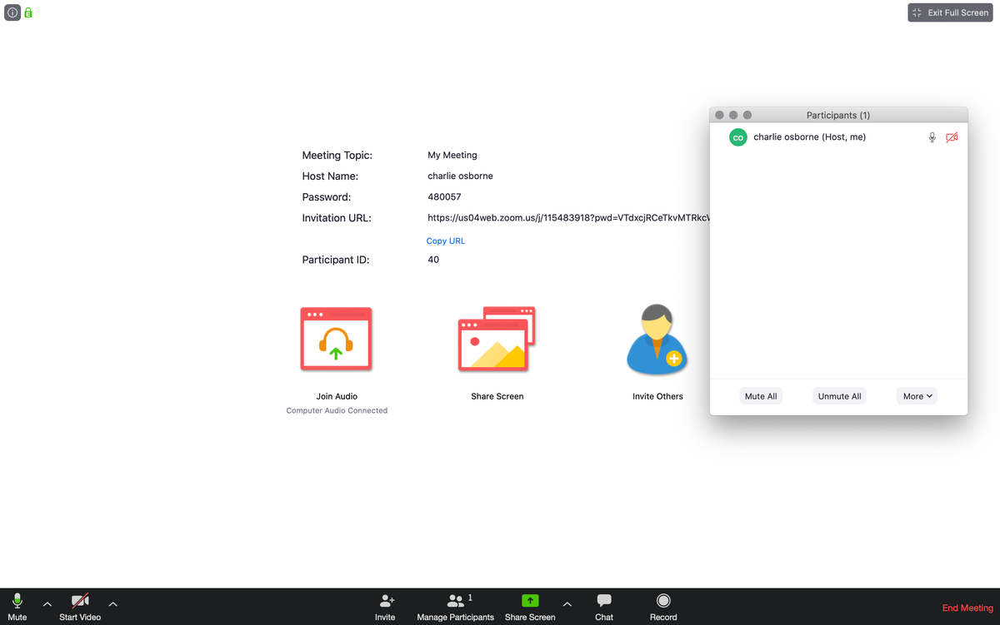 Exit Full Screen
Participants (1)
CO charlie osborne (Host, me)
Meeting Topic: My Meeting
Host Name: charlie osborne
Password: 480057
Invitation URL: https://us04web.zoom.us/j/115483918?pwd=VTdxcjRCeTkvMTRkc
Copy URL
Participant ID: 40
Join Audio
Computer Audio Connected
Share Screen
Invite Others
Mute All Unmute All More
Mute
Start Video
Invite
1
Manage Participants
Share Screen
Chat
Record
End Meeting